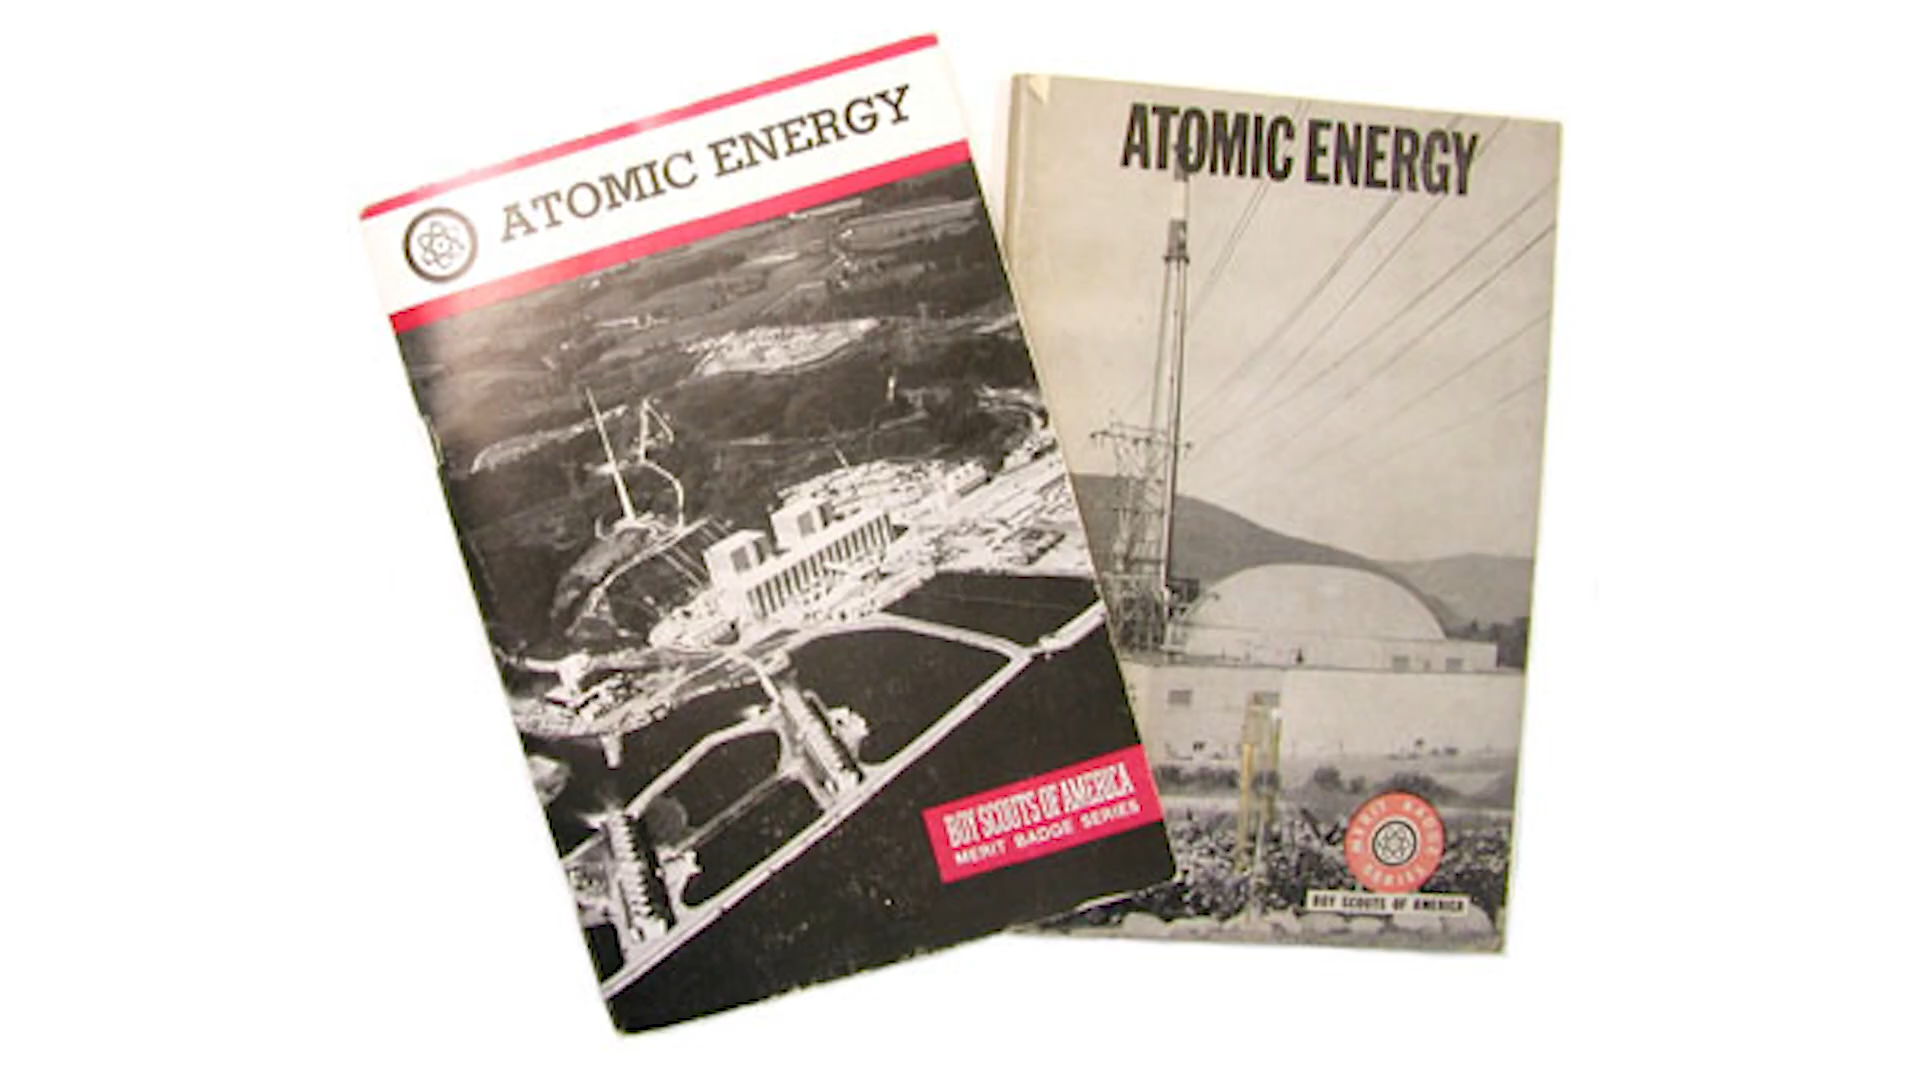 ATOMIC ENERGY
BOY SCOUTS OF AMERICA
MERIT BADGE SERIES
ATOMIC ENERGY
MERIT BADGE
SERIES
BOY SCOUTS OF AMERICA